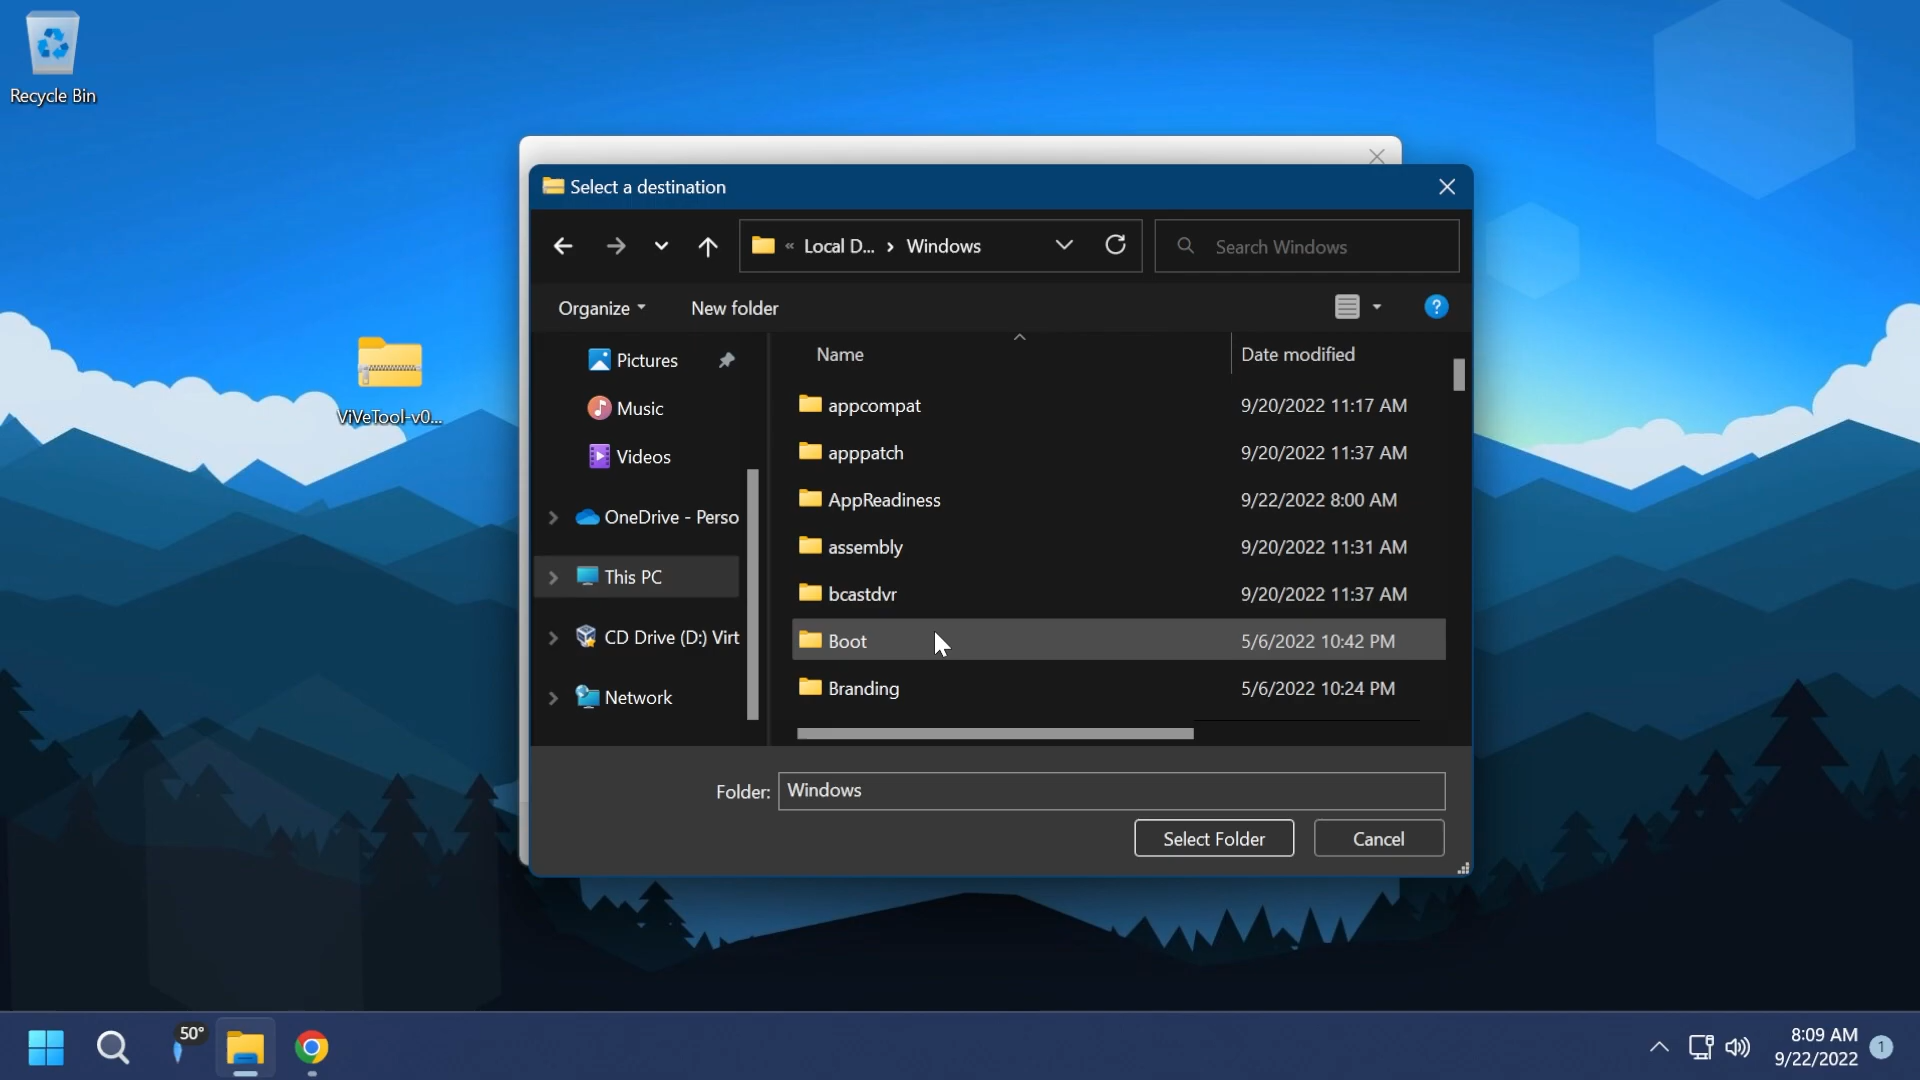 Recycle Bin
ViVeTool-v0...
Select a destination
« Local D... › Windows
Search Windows
Organize
New folder
Pictures
Music
Videos
OneDrive - Perso
This PC
CD Drive (D:) Virt
Network
Name Date modified
appcompat 9/20/2022 11:17 AM
apppatch 9/20/2022 11:37 AM
AppReadiness 9/22/2022 8:00 AM
assembly 9/20/2022 11:31 AM
bcastdvr 9/20/2022 11:37 AM
Boot 5/6/2022 10:42 PM
Branding 5/6/2022 10:24 PM
Folder: Windows
Select Folder
Cancel
50°
8:09 AM
9/22/2022
1